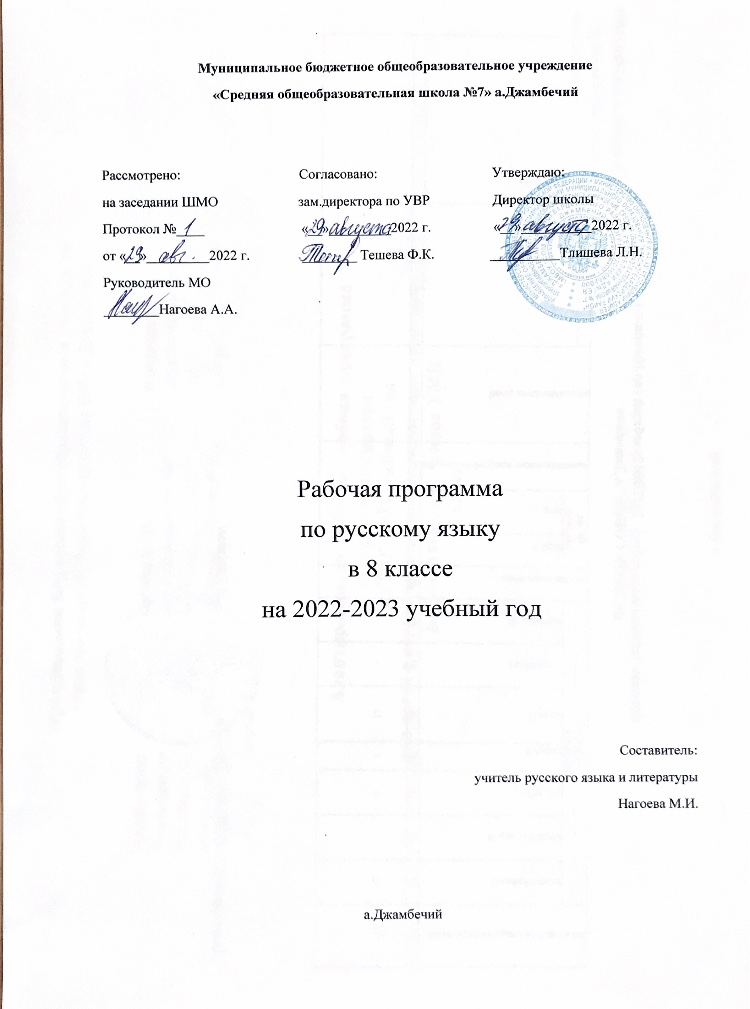 Муниципальное бюджетное общеобразовательное учреждение
«Средняя общеобразовательная школа №7» а.Джамбечий
Рассмотрено:
на заседании ШМО
Протокол № 1
от «29» авг. 2022 г.
Руководитель МО
Нагоева А.А.
Согласовано:
зам.директора по УВР
«29» августа 2022 г.
Тешева Ф.К.
Утверждаю:
Директор школы
«29» августа 2022 г.
Тлишева Л.Н.
Рабочая программа
по русскому языку
в 8 классе
на 2022-2023 учебный год
Составитель:
учитель русского языка и литературы
Нагоева М.И.
а.Джамбечий